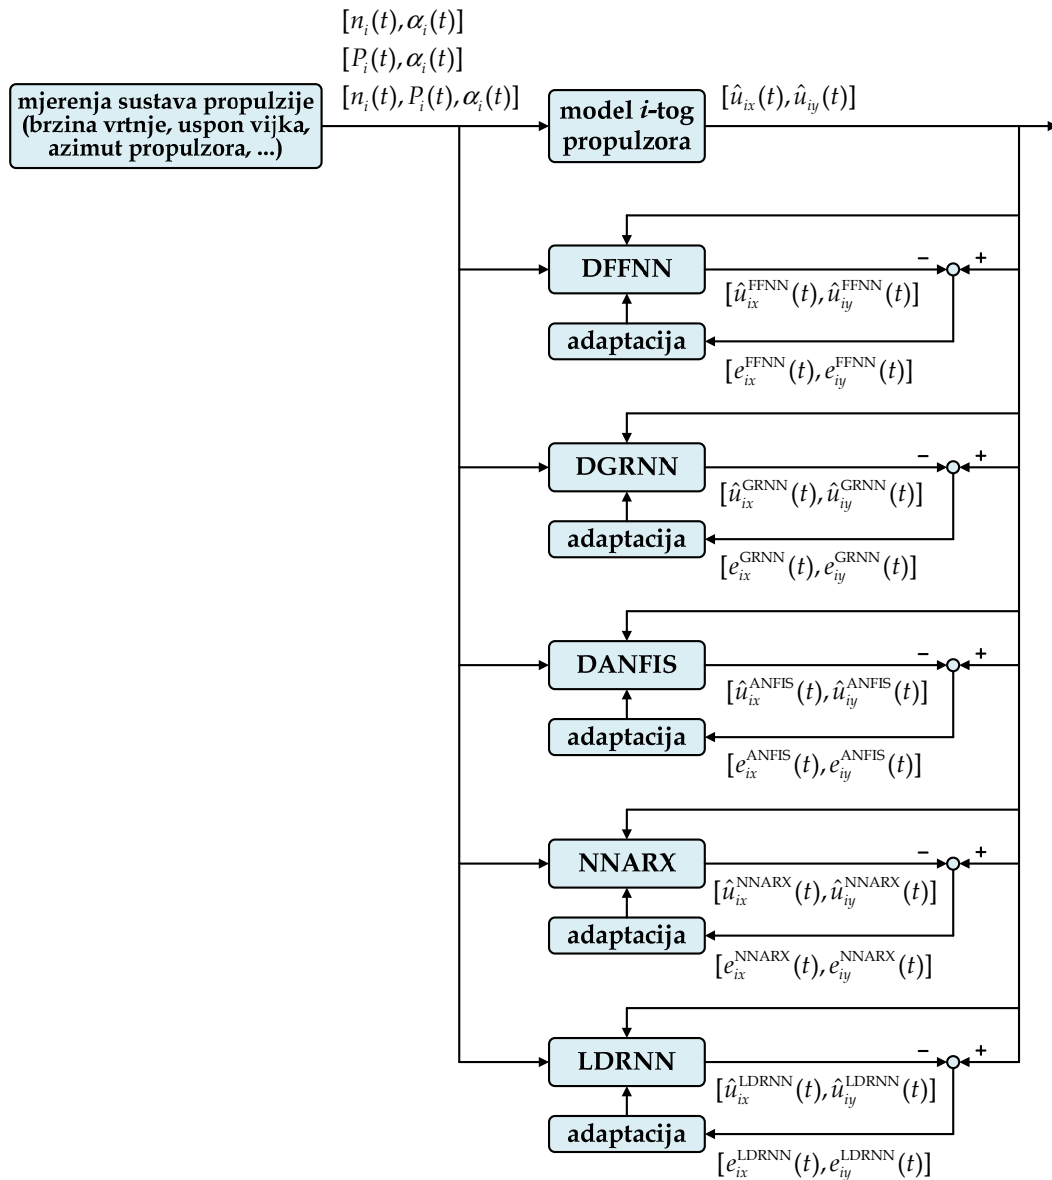 [n_i(t), α_i(t)]
[P_i(t), α_i(t)]
[n_i(t), P_i(t), α_i(t)]
mjerenja sustava propulzije
(brzina vrtnje, uspon vijka,
azimut propulzora, ...)
model i-tog
propulzora
[û_ix(t), û_iy(t)]
DFFNN
− +
[û_ix^FFNN(t), û_iy^FFNN(t)]
adaptacija
[e_ix^FFNN(t), e_iy^FFNN(t)]
DGRNN
− +
[û_ix^GRNN(t), û_iy^GRNN(t)]
adaptacija
[e_ix^GRNN(t), e_iy^GRNN(t)]
DANFIS
− +
[û_ix^ANFIS(t), û_iy^ANFIS(t)]
adaptacija
[e_ix^ANFIS(t), e_iy^ANFIS(t)]
NNARX
− +
[û_ix^NNARX(t), û_iy^NNARX(t)]
adaptacija
[e_ix^NNARX(t), e_iy^NNARX(t)]
LDRNN
− +
[û_ix^LDRNN(t), û_iy^LDRNN(t)]
adaptacija
[e_ix^LDRNN(t), e_iy^LDRNN(t)]